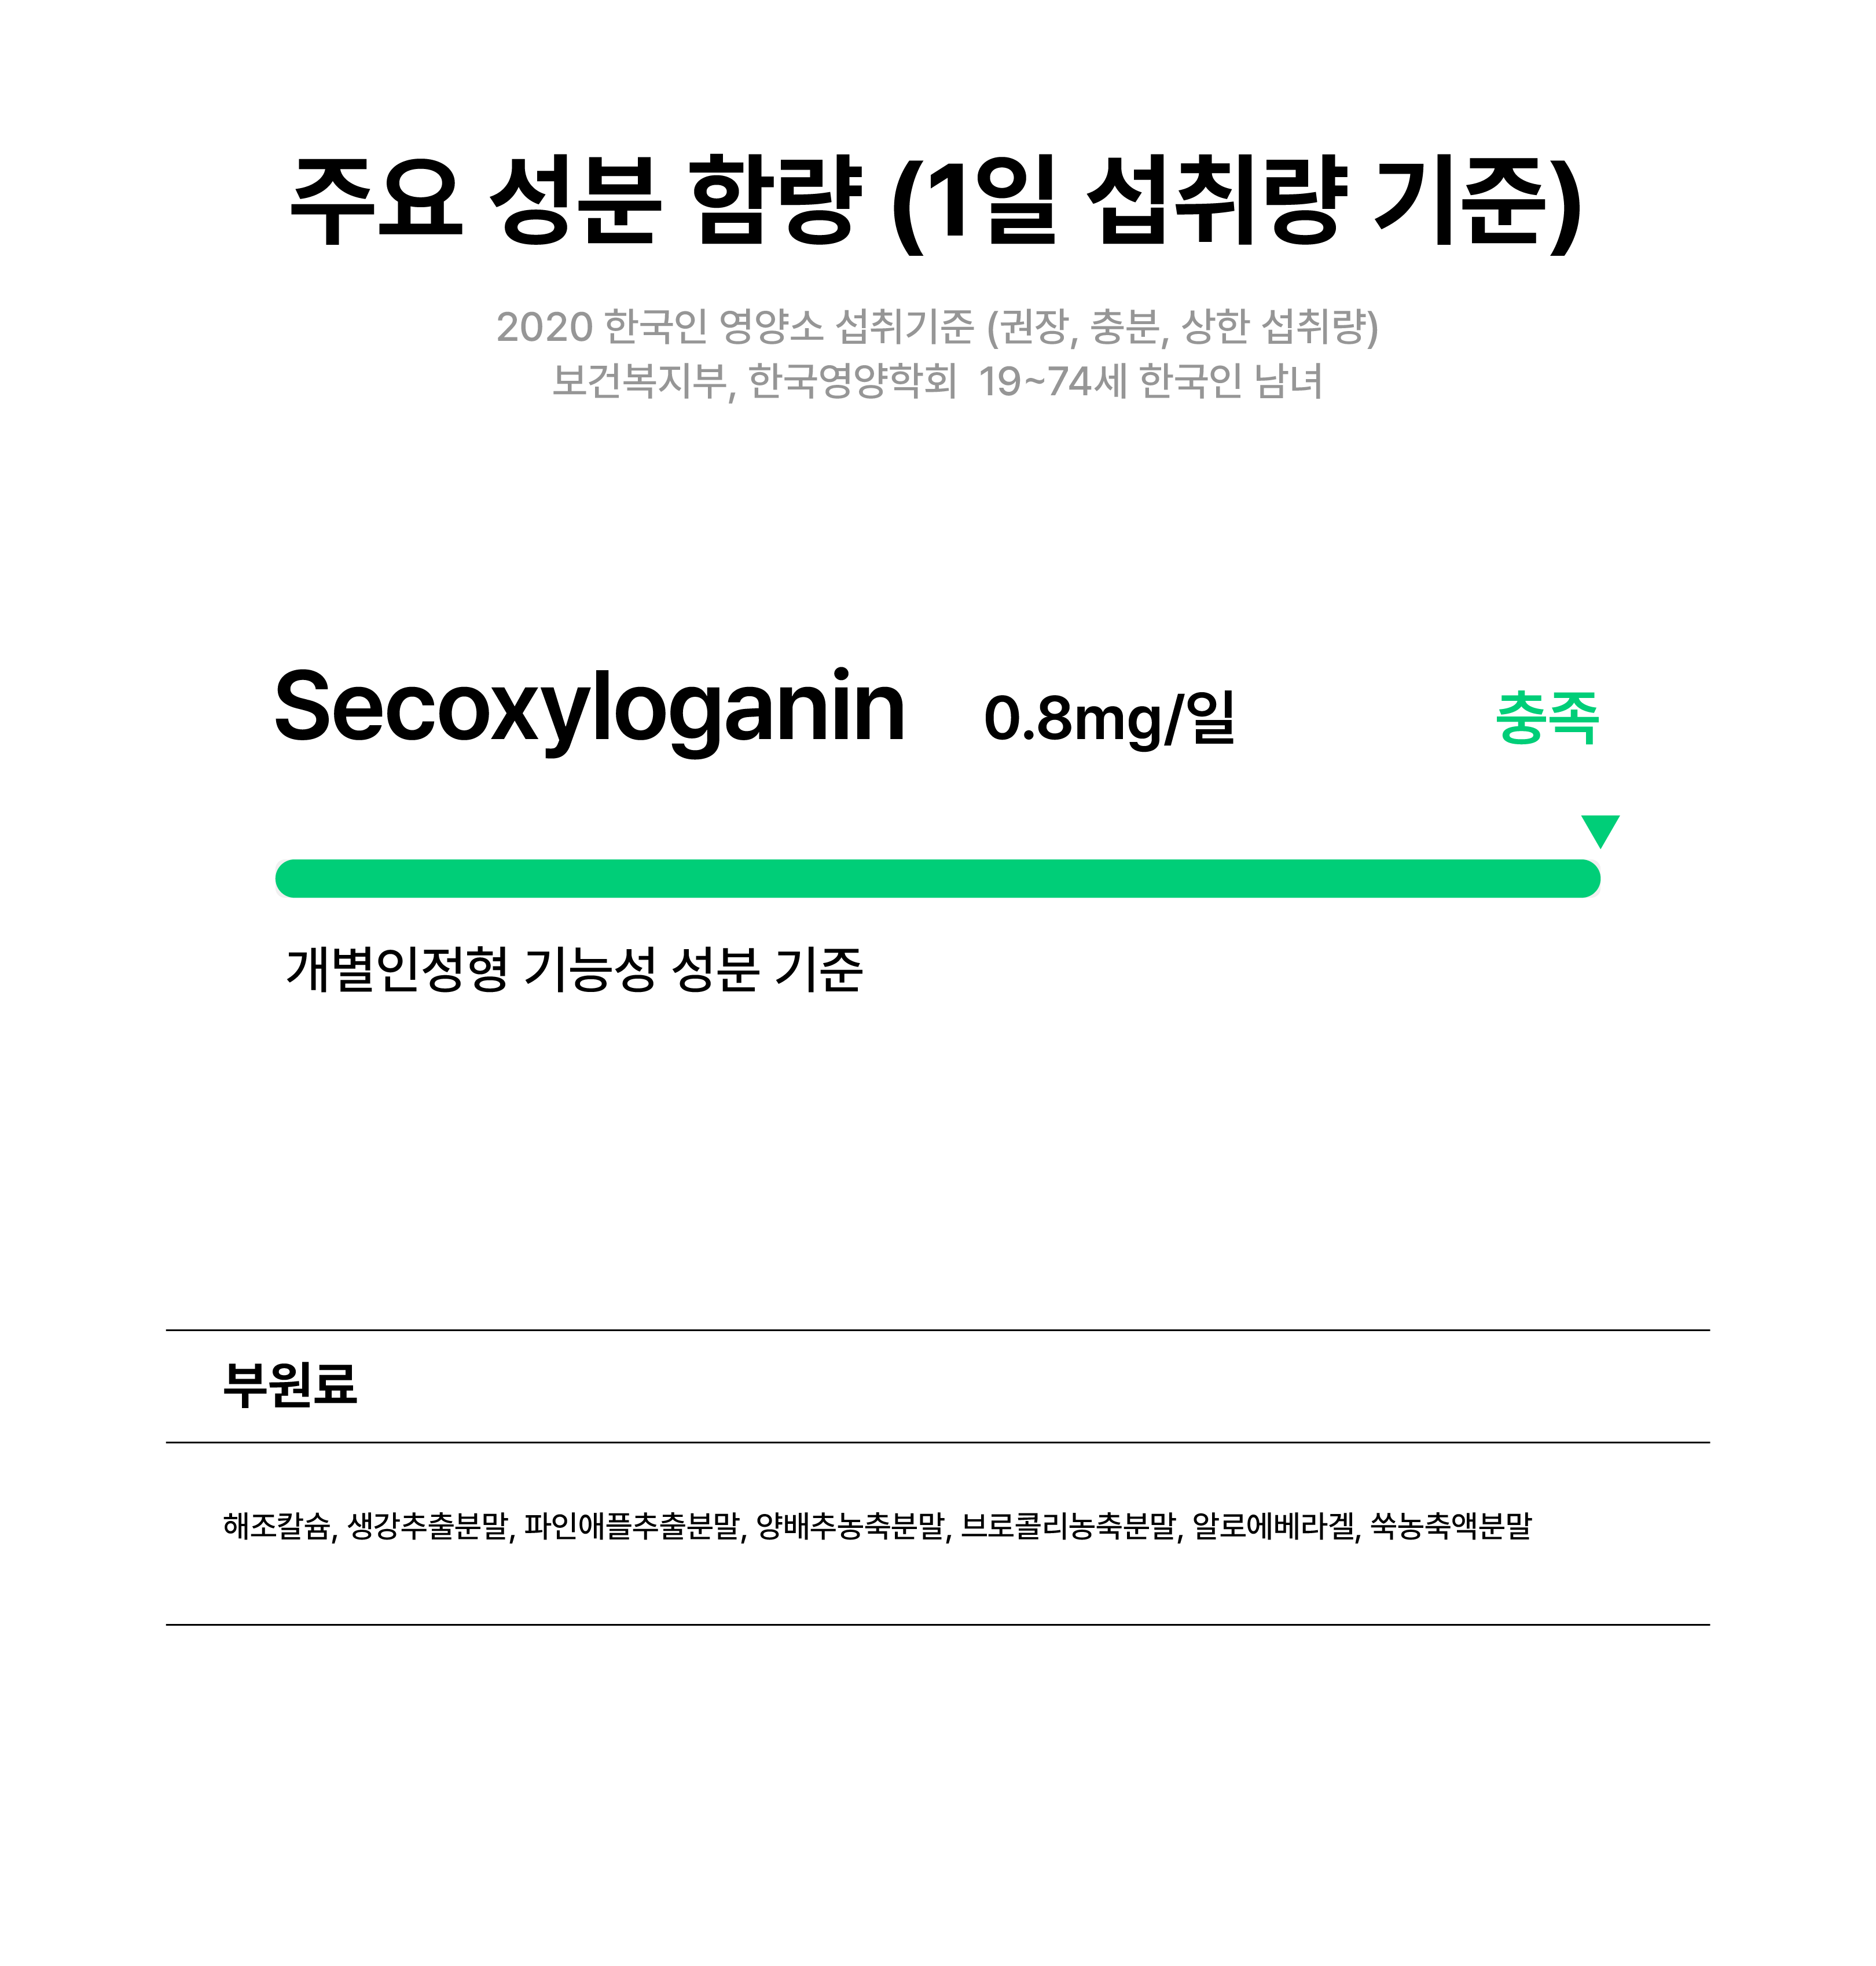 주요 성분 함량 (1일 섭취량 기준)
2020 한국인 영양소 섭취기준 (권장, 충분, 상한 섭취량)
보건복지부, 한국영양학회 19~74세 한국인 남녀
Secoxyloganin 0.8mg/일 충족
개별인정형 기능성 성분 기준
부원료
해조칼슘, 생강추출분말, 파인애플추출분말, 양배추농축분말, 브로콜리농축분말, 알로에베라겔, 쑥농축액분말